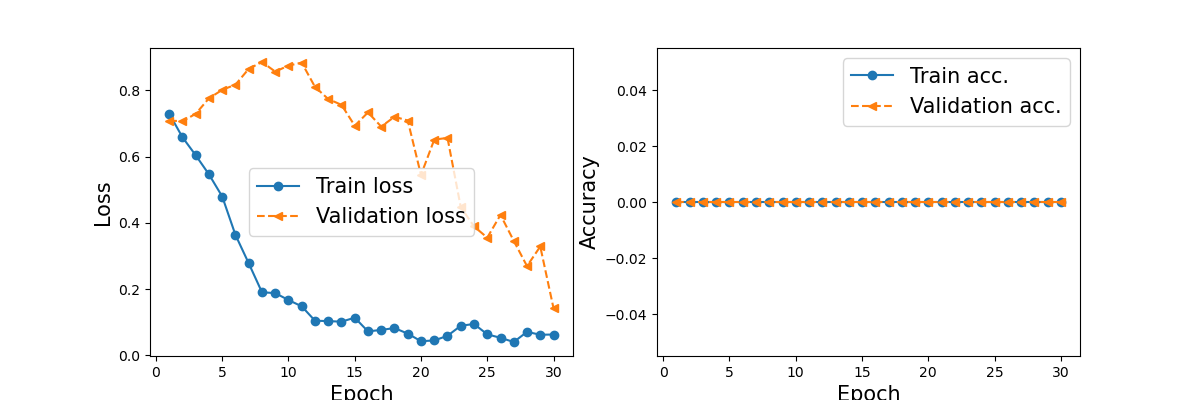 Loss
0.8
0.6
0.4
0.2
0.0
Train loss
Validation loss
0 5 10 15 20 25 30
Epoch
Accuracy
0.04
0.02
0.00
−0.02
−0.04
Train acc.
Validation acc.
0 5 10 15 20 25 30
Epoch